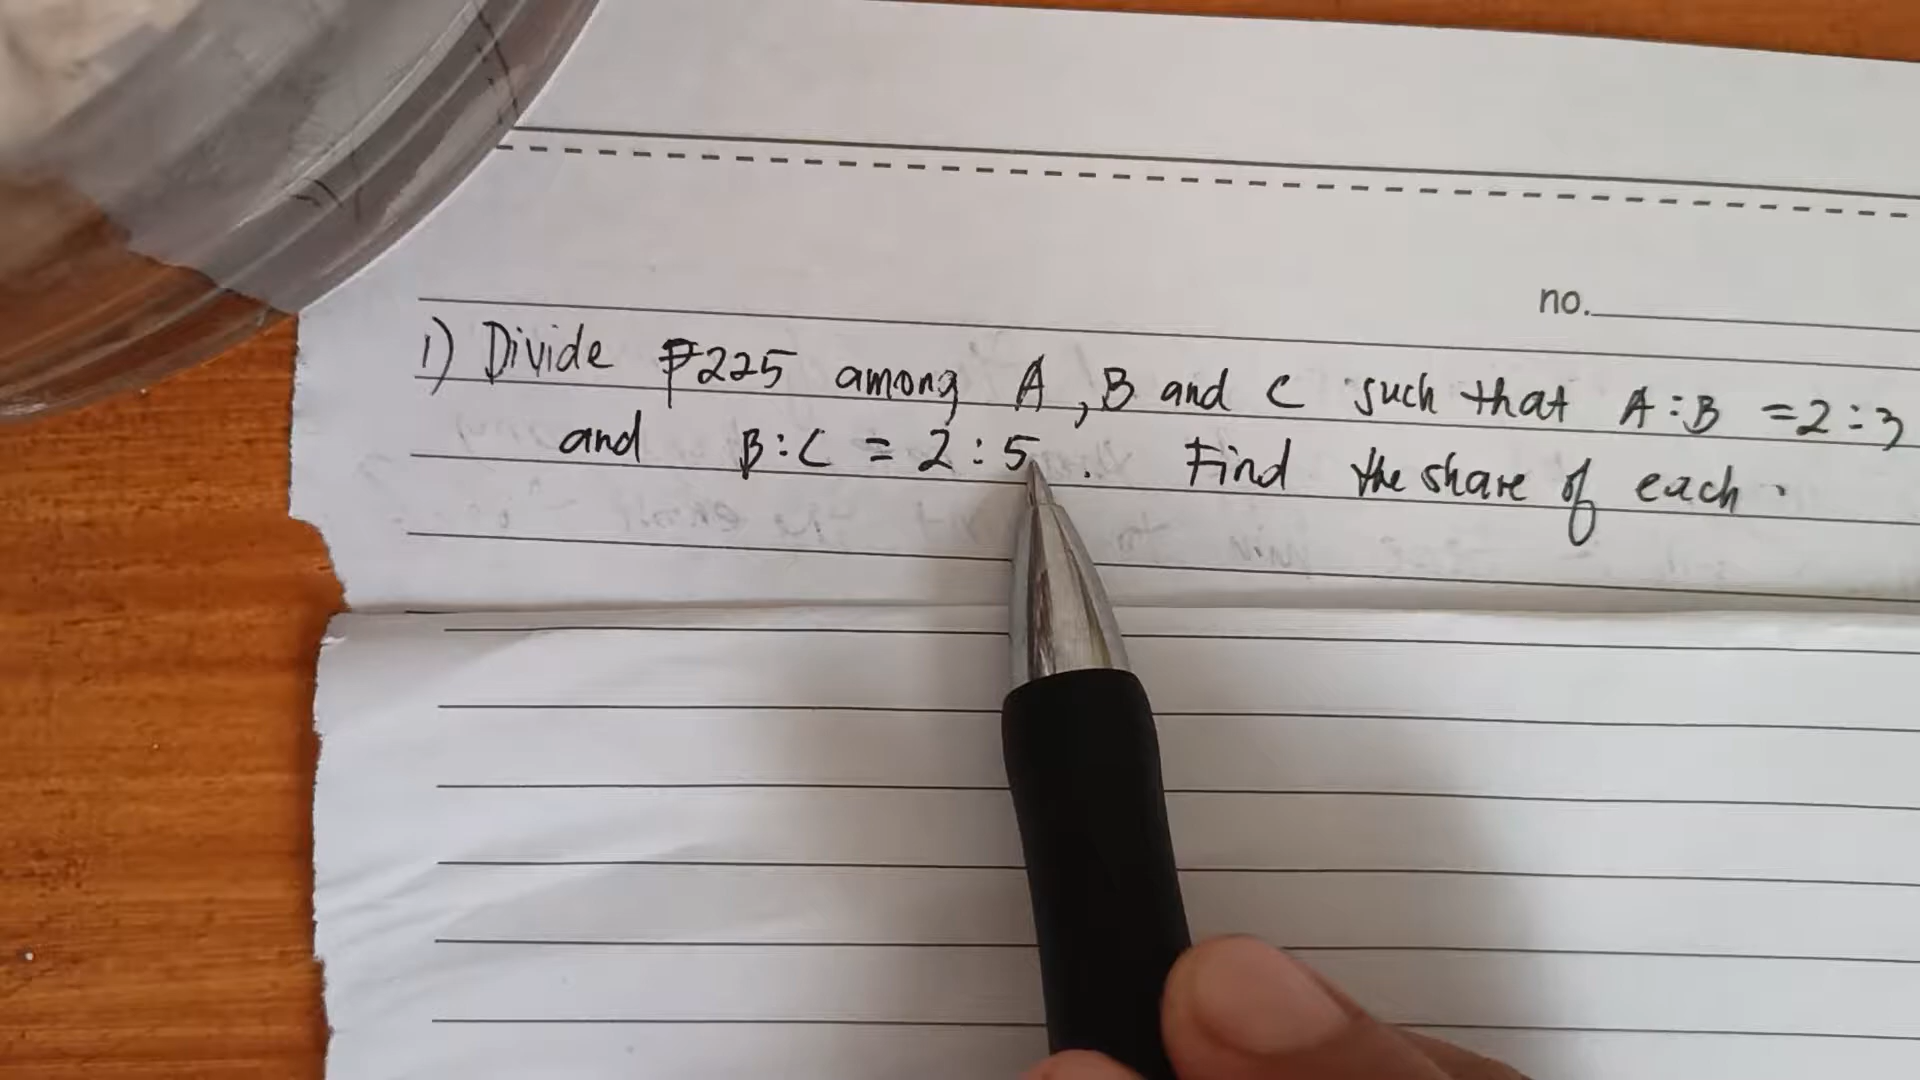 no.
1) Divide ₱225 among A, B and C such that A:B = 2:3
and B:C = 2:5. Find the share of each.